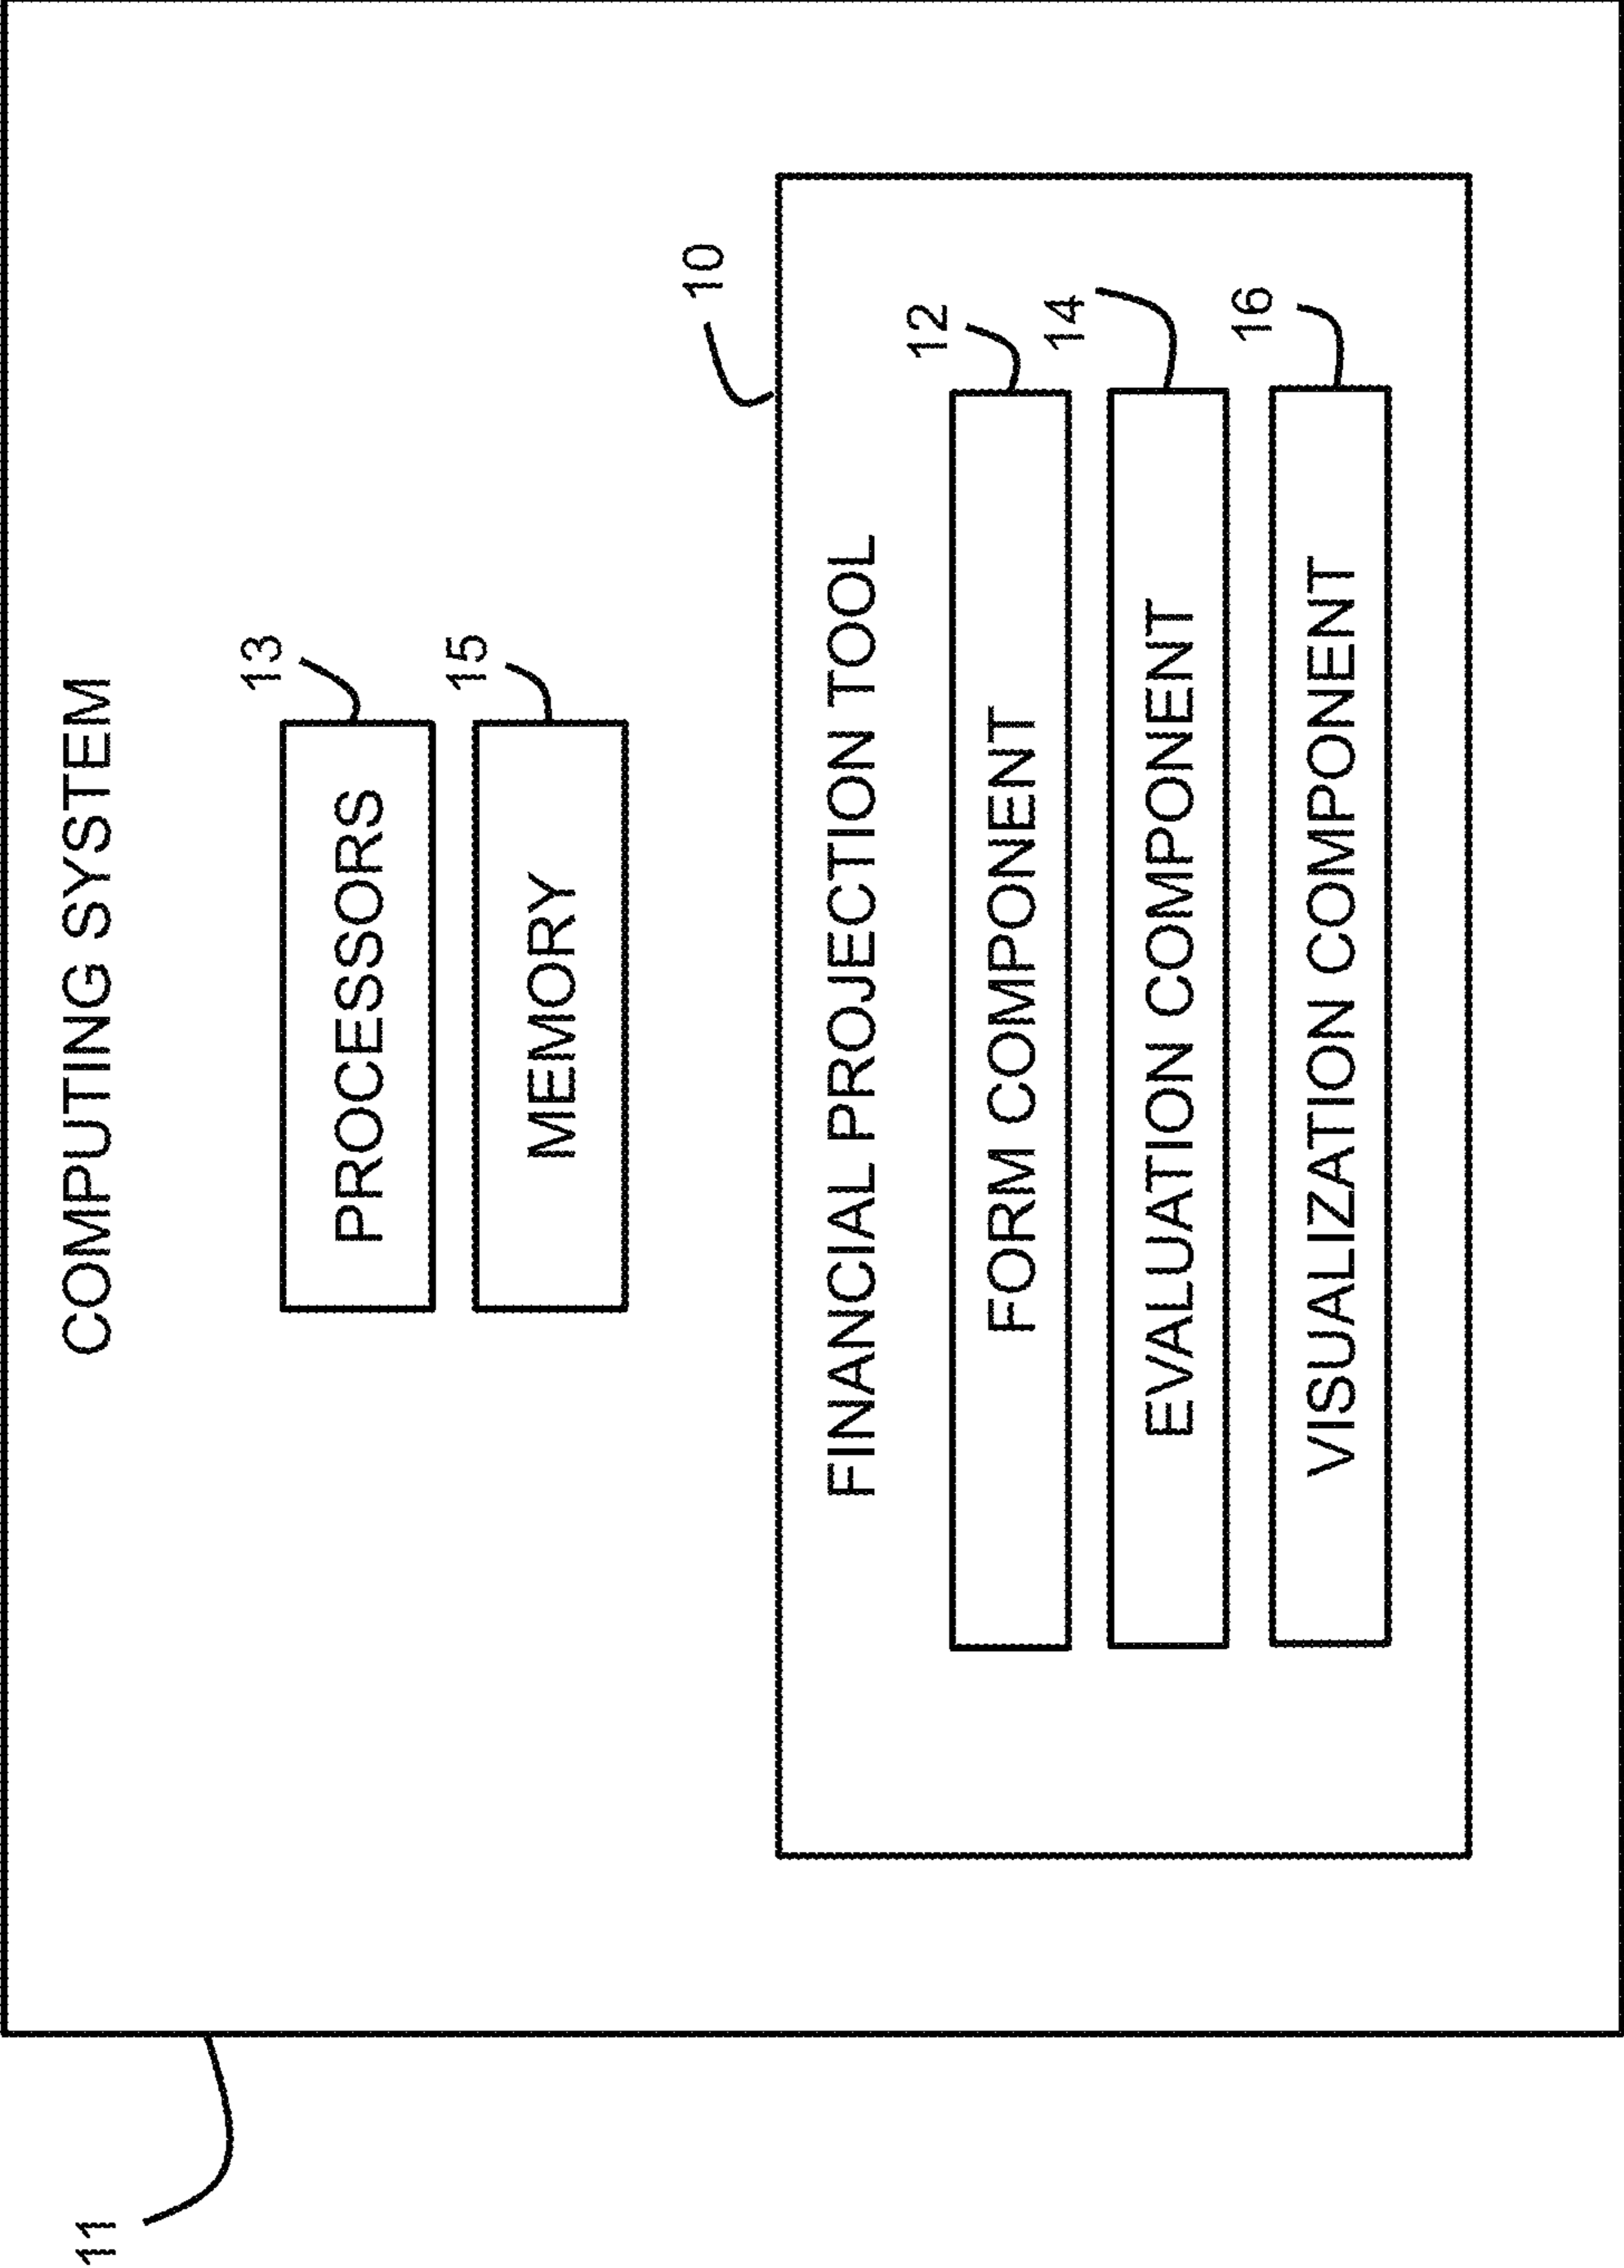 COMPUTING SYSTEM
11
PROCESSORS
13
MEMORY
15
10
FINANCIAL PROJECTION TOOL
12
FORM COMPONENT
14
EVALUATION COMPONENT
16
VISUALIZATION COMPONENT